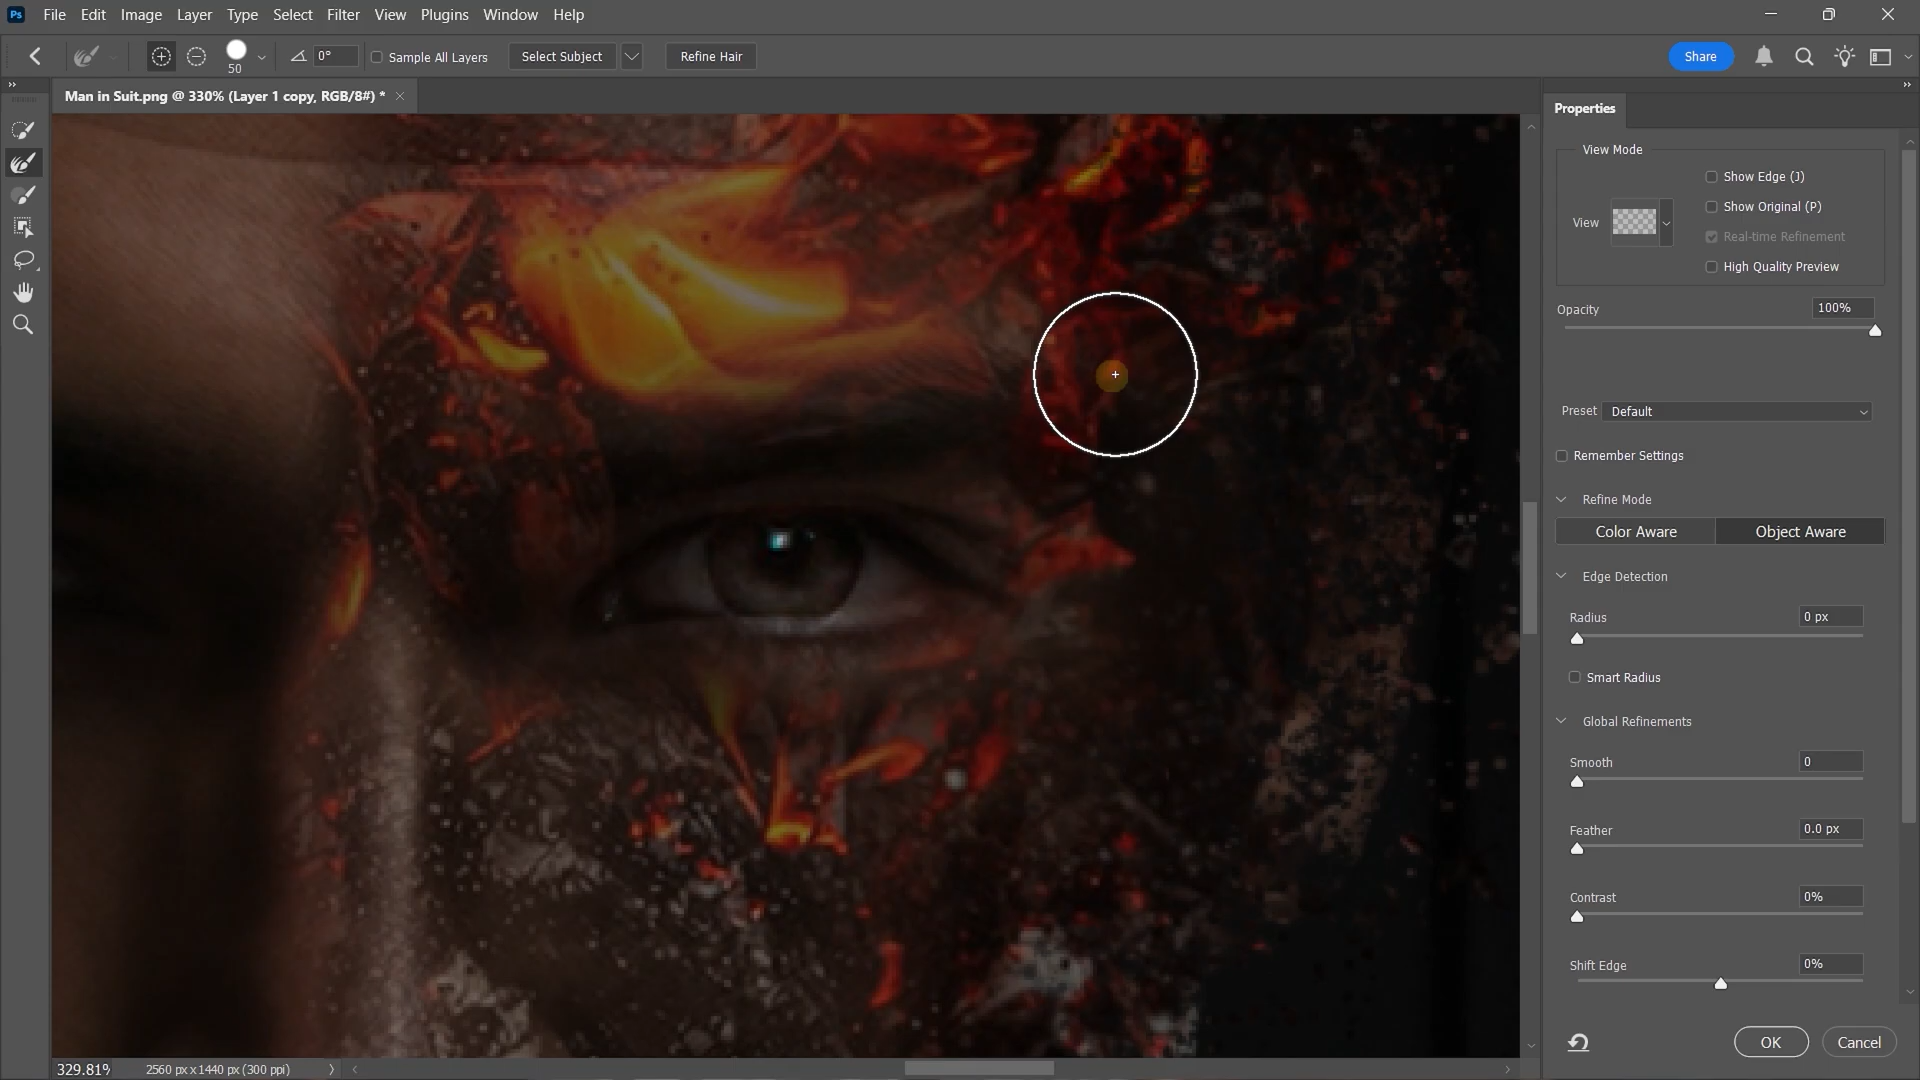 Ps File Edit Image Layer Type Select Filter View Plugins Window Help
50 0° Sample All Layers Select Subject Refine Hair Share
Man in Suit.png @ 330% (Layer 1 copy, RGB/8#) *
Properties
View Mode
Show Edge (J)
Show Original (P)
View
Real-time Refinement
High Quality Preview
Opacity 100%
Preset Default
Remember Settings
Refine Mode
Color Aware Object Aware
Edge Detection
Radius 0 px
Smart Radius
Global Refinements
Smooth 0
Feather 0.0 px
Contrast 0%
Shift Edge 0%
OK Cancel
329.81% 2560 px x 1440 px (300 ppi)